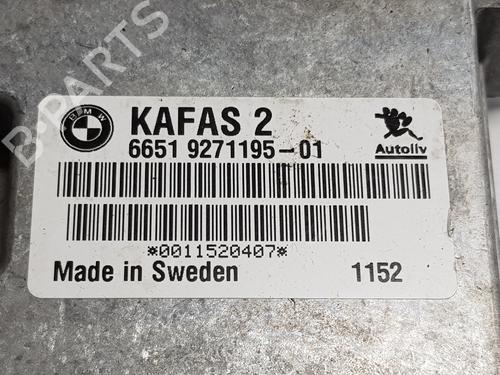 BMW
KAFAS 2
6651 9271195-01
Autoliv
*0011520407*
Made in Sweden 1152
B-PARTS